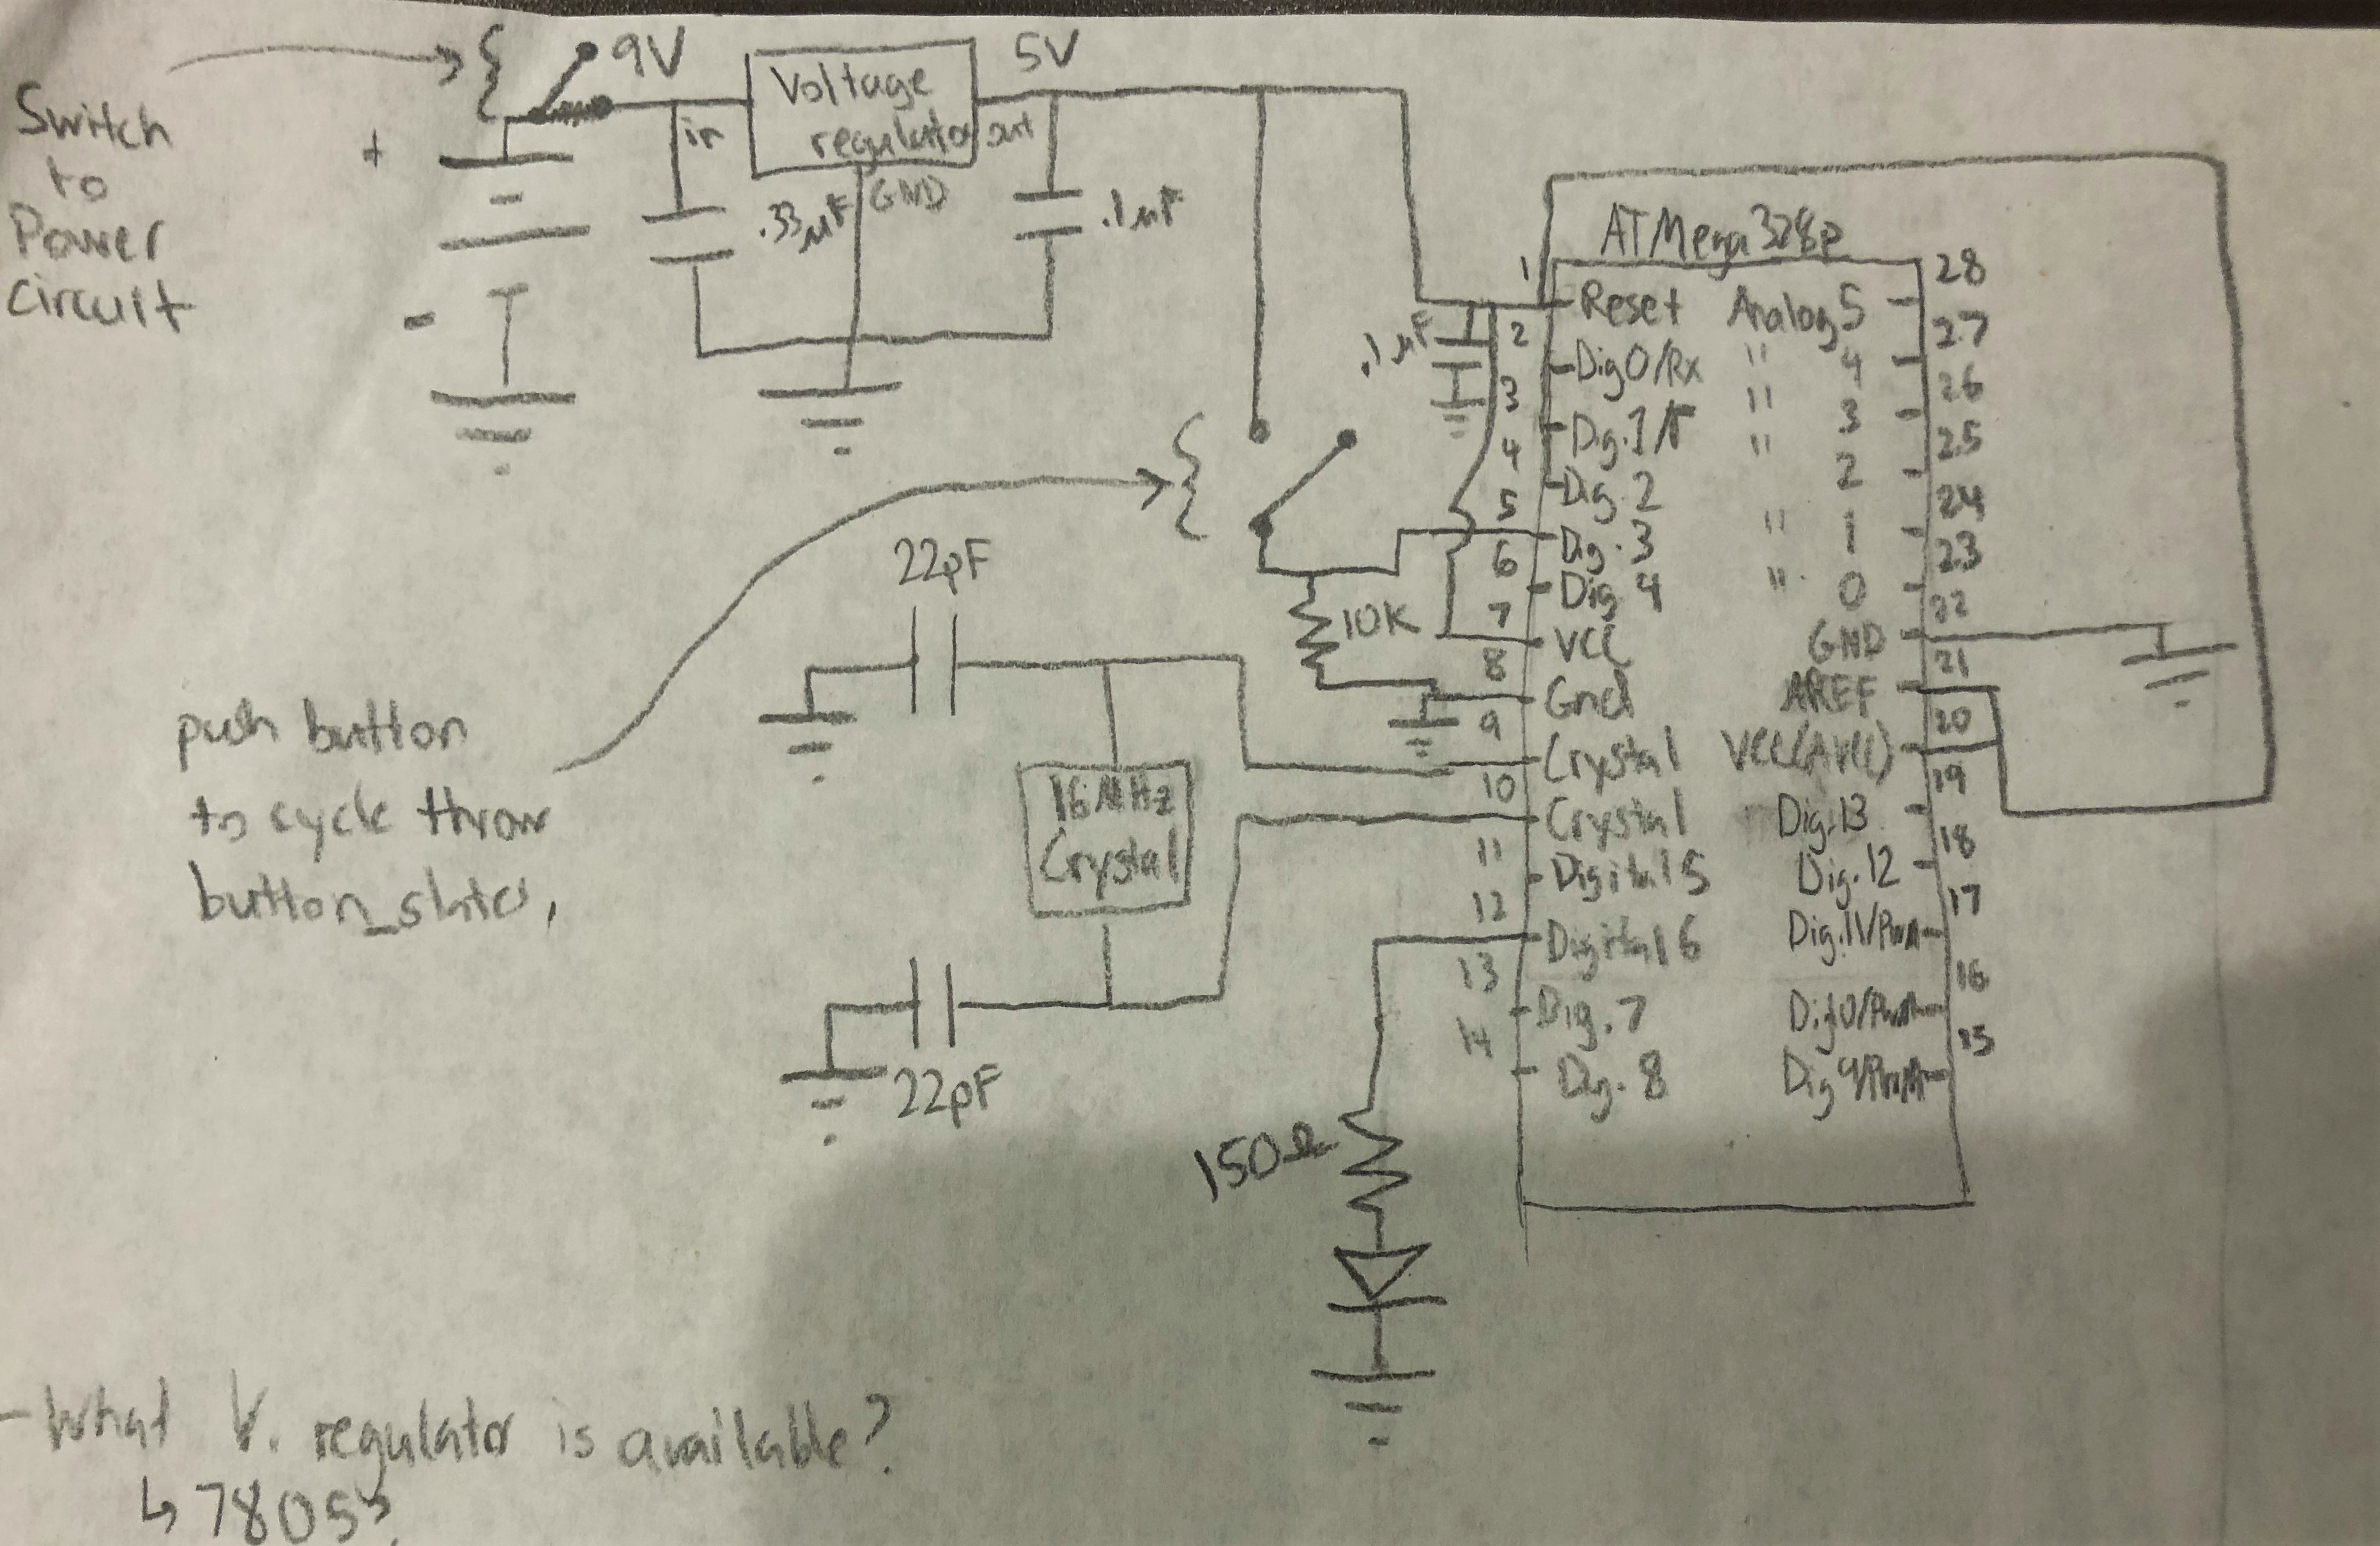 Switch
to
Power
circuit
9V
+
-
Voltage
regulator
in
out
GND
5V
.33µF
.1µF
ATMega328p
1
2
3
4
5
6
7
8
9
10
11
12
13
14
Reset
Dig0/Rx
Dig.1/T
Dig. 2
Dig. 3
Dig. 4
VCC
Gnd
Crystal
Crystal
Digital 5
Digital 6
Dig. 7
Dig. 8
Analog 5
" 4
" 3
" 2
" 1
" 0
GND
AREF
VCC(AVCC)
Dig.13
Dig.12
Dig.11/PWM
Dig10/PWM
Dig9/PWM
28
27
26
25
24
23
22
21
20
19
18
17
16
15
.1µF
10K
22pF
16MHz
Crystal
22pF
150Ω
push button
to cycle throw
button_states,
- What V. regulator is available?
↳ 7805